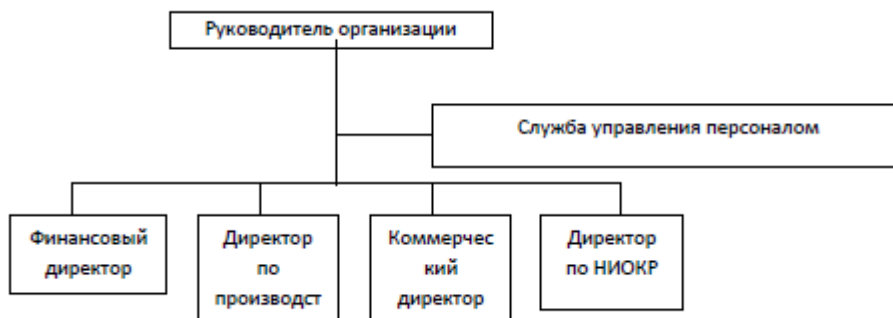 Руководитель организации
Служба управления персоналом
Финансовый
директор
Директор
по
производст
Коммерчес
кий
директор
Директор
по НИОКР